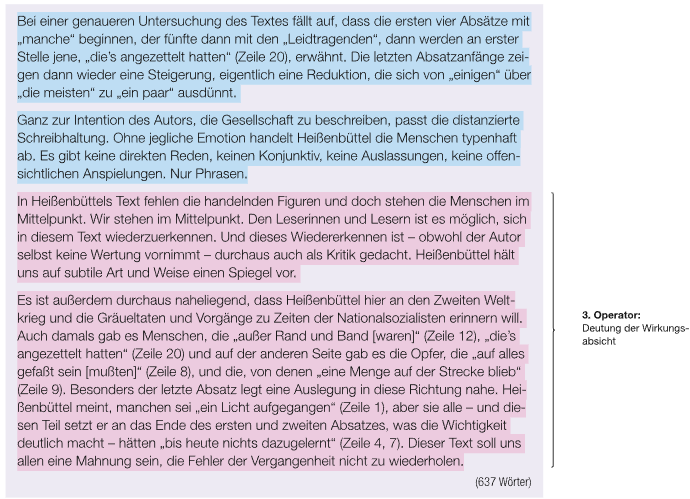 Bei einer genaueren Untersuchung des Textes fällt auf, dass die ersten vier Absätze mit
„manche“ beginnen, der fünfte dann mit den „Leidtragenden“, dann werden an erster
Stelle jene, „die’s angezettelt hatten“ (Zeile 20), erwähnt. Die letzten Absatzanfänge zei-
gen dann wieder eine Steigerung, eigentlich eine Reduktion, die sich von „einigen“ über
„die meisten“ zu „ein paar“ ausdünnt.
Ganz zur Intention des Autors, die Gesellschaft zu beschreiben, passt die distanzierte
Schreibhaltung. Ohne jegliche Emotion handelt Heißenbüttel die Menschen typenhaft
ab. Es gibt keine direkten Reden, keinen Konjunktiv, keine Auslassungen, keine offen-
sichtlichen Anspielungen. Nur Phrasen.
In Heißenbüttels Text fehlen die handelnden Figuren und doch stehen die Menschen im
Mittelpunkt. Wir stehen im Mittelpunkt. Den Leserinnen und Lesern ist es möglich, sich
in diesem Text wiederzuerkennen. Und dieses Wiedererkennen ist – obwohl der Autor
selbst keine Wertung vornimmt – durchaus auch als Kritik gedacht. Heißenbüttel hält
uns auf subtile Art und Weise einen Spiegel vor.
Es ist außerdem durchaus naheliegend, dass Heißenbüttel hier an den Zweiten Welt-
krieg und die Gräueltaten und Vorgänge zu Zeiten der Nationalsozialisten erinnern will.
Auch damals gab es Menschen, die „außer Rand und Band [waren]“ (Zeile 12), „die’s
angezettelt hatten“ (Zeile 20) und auf der anderen Seite gab es die Opfer, die „auf alles
gefaßt sein [mußten]“ (Zeile 8), und die, von denen „eine Menge auf der Strecke blieb“
(Zeile 9). Besonders der letzte Absatz legt eine Auslegung in diese Richtung nahe. Hei-
ßenbüttel meint, manchen sei „ein Licht aufgegangen“ (Zeile 1), aber sie alle – und die-
sen Teil setzt er an das Ende des ersten und zweiten Absatzes, was die Wichtigkeit
deutlich macht – hätten „bis heute nichts dazugelernt“ (Zeile 4, 7). Dieser Text soll uns
allen eine Mahnung sein, die Fehler der Vergangenheit nicht zu wiederholen.
(637 Wörter)
3. Operator:
Deutung der Wirkungs-
absicht